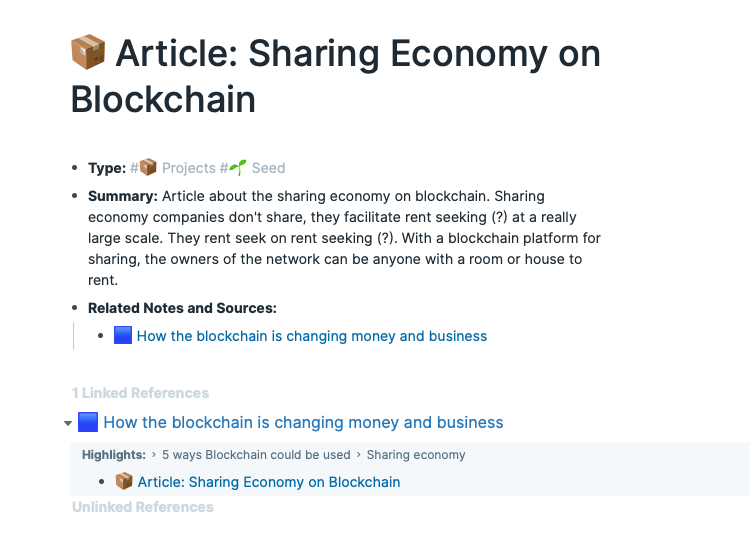 📦 Article: Sharing Economy on
Blockchain
• Type: #📦 Projects #🌱 Seed
• Summary: Article about the sharing economy on blockchain. Sharing
economy companies don't share, they facilitate rent seeking (?) at a really
large scale. They rent seek on rent seeking (?). With a blockchain platform for
sharing, the owners of the network can be anyone with a room or house to
rent.
• Related Notes and Sources:
• 🟦 How the blockchain is changing money and business
1 Linked References
🟦 How the blockchain is changing money and business
Highlights: › 5 ways Blockchain could be used › Sharing economy
• 📦 Article: Sharing Economy on Blockchain
Unlinked References